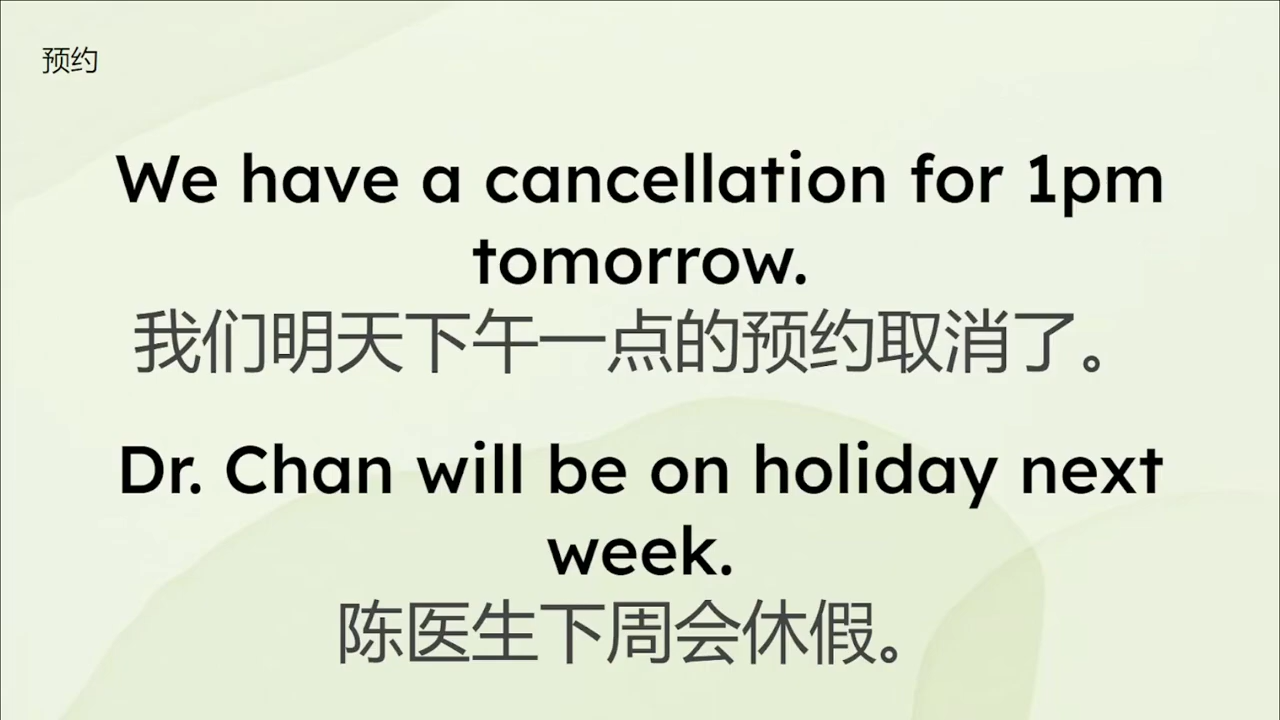 预约
We have a cancellation for 1pm
tomorrow.
我们明天下午一点的预约取消了。
Dr. Chan will be on holiday next
week.
陈医生下周会休假。